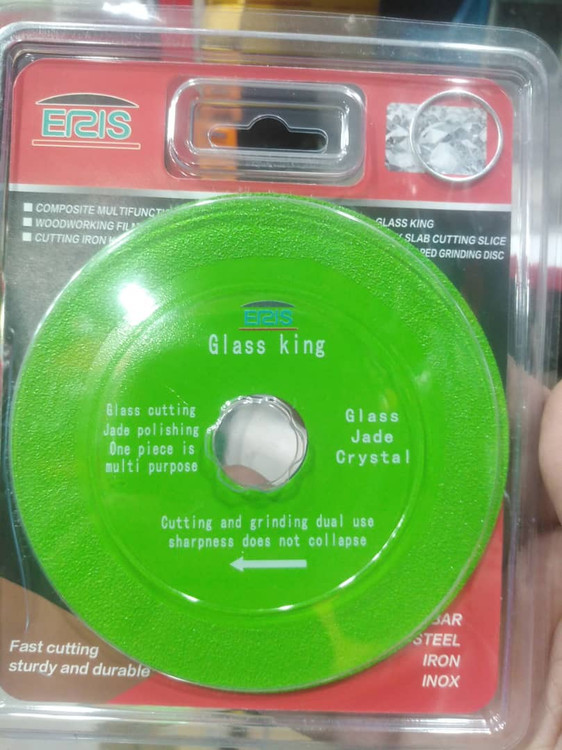 ERIS
COMPOSITE MULTIFUNCTI
WOODWORKING
CUTTING IRON
GLASS KING
SLAB CUTTING SLICE
PED GRINDING DISC
ERIS
Glass king
Glass cutting
Jade polishing
One piece is
multi purpose
Glass
Jade
Crystal
Cutting and grinding dual use
sharpness does not collapse
Fast cutting
sturdy and durable
BAR
STEEL
IRON
INOX